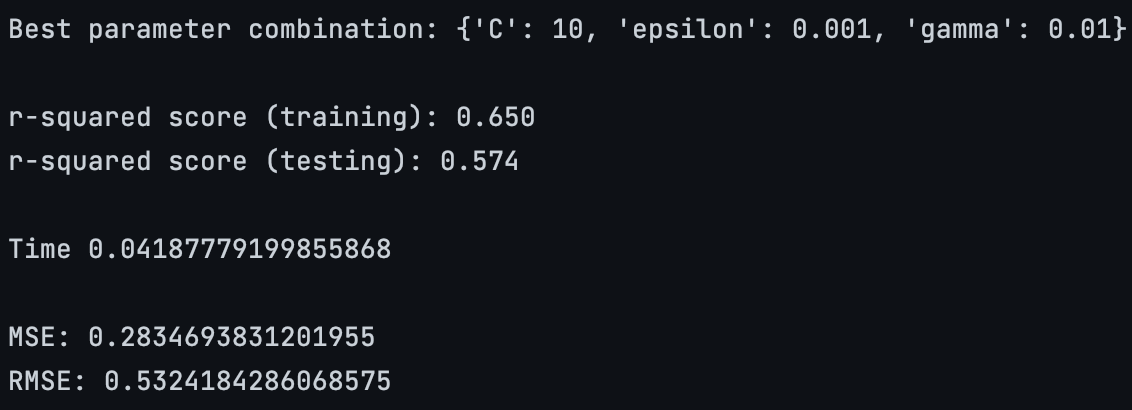 Best parameter combination: {'C': 10, 'epsilon': 0.001, 'gamma': 0.01}
r-squared score (training): 0.650
r-squared score (testing): 0.574
Time 0.04187779199855868
MSE: 0.2834693831201955
RMSE: 0.5324184286068575